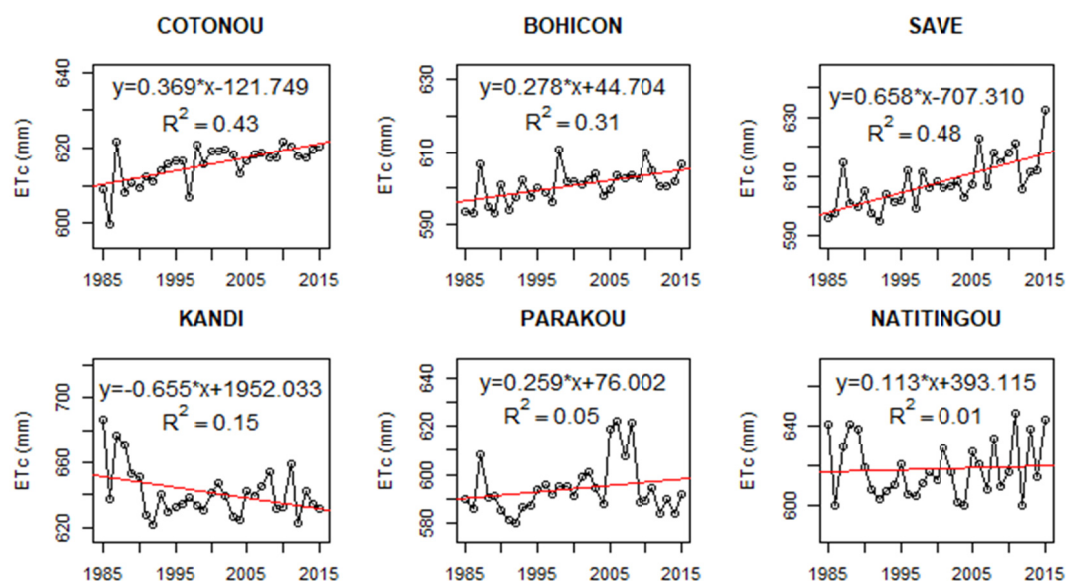 COTONOU
BOHICON
SAVE
y=0.369*x-121.749
R2 = 0.43
ETc (mm)
640
620
600
1985 1995 2005 2015
y=0.278*x+44.704
R2 = 0.31
ETc (mm)
630
610
590
1985 1995 2005 2015
y=0.658*x-707.310
R2 = 0.48
ETc (mm)
630
610
590
1985 1995 2005 2015
KANDI
PARAKOU
NATITINGOU
y=-0.655*x+1952.033
R2 = 0.15
ETc (mm)
700
660
620
1985 1995 2005 2015
y=0.259*x+76.002
R2 = 0.05
ETc (mm)
640
620
600
580
1985 1995 2005 2015
y=0.113*x+393.115
R2 = 0.01
ETc (mm)
640
600
1985 1995 2005 2015